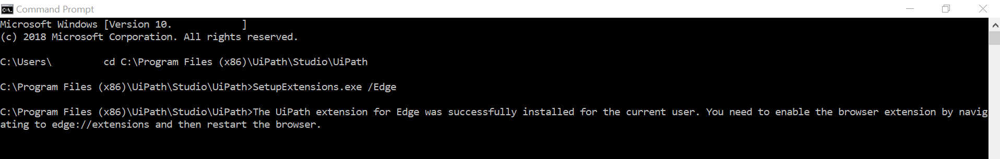 Command Prompt
Microsoft Windows [Version 10.            ]
(c) 2018 Microsoft Corporation. All rights reserved.
C:\Users\         cd C:\Program Files (x86)\UiPath\Studio\UiPath
C:\Program Files (x86)\UiPath\Studio\UiPath>SetupExtensions.exe /Edge
C:\Program Files (x86)\UiPath\Studio\UiPath>The UiPath extension for Edge was successfully installed for the current user. You need to enable the browser extension by navig
ating to edge://extensions and then restart the browser.